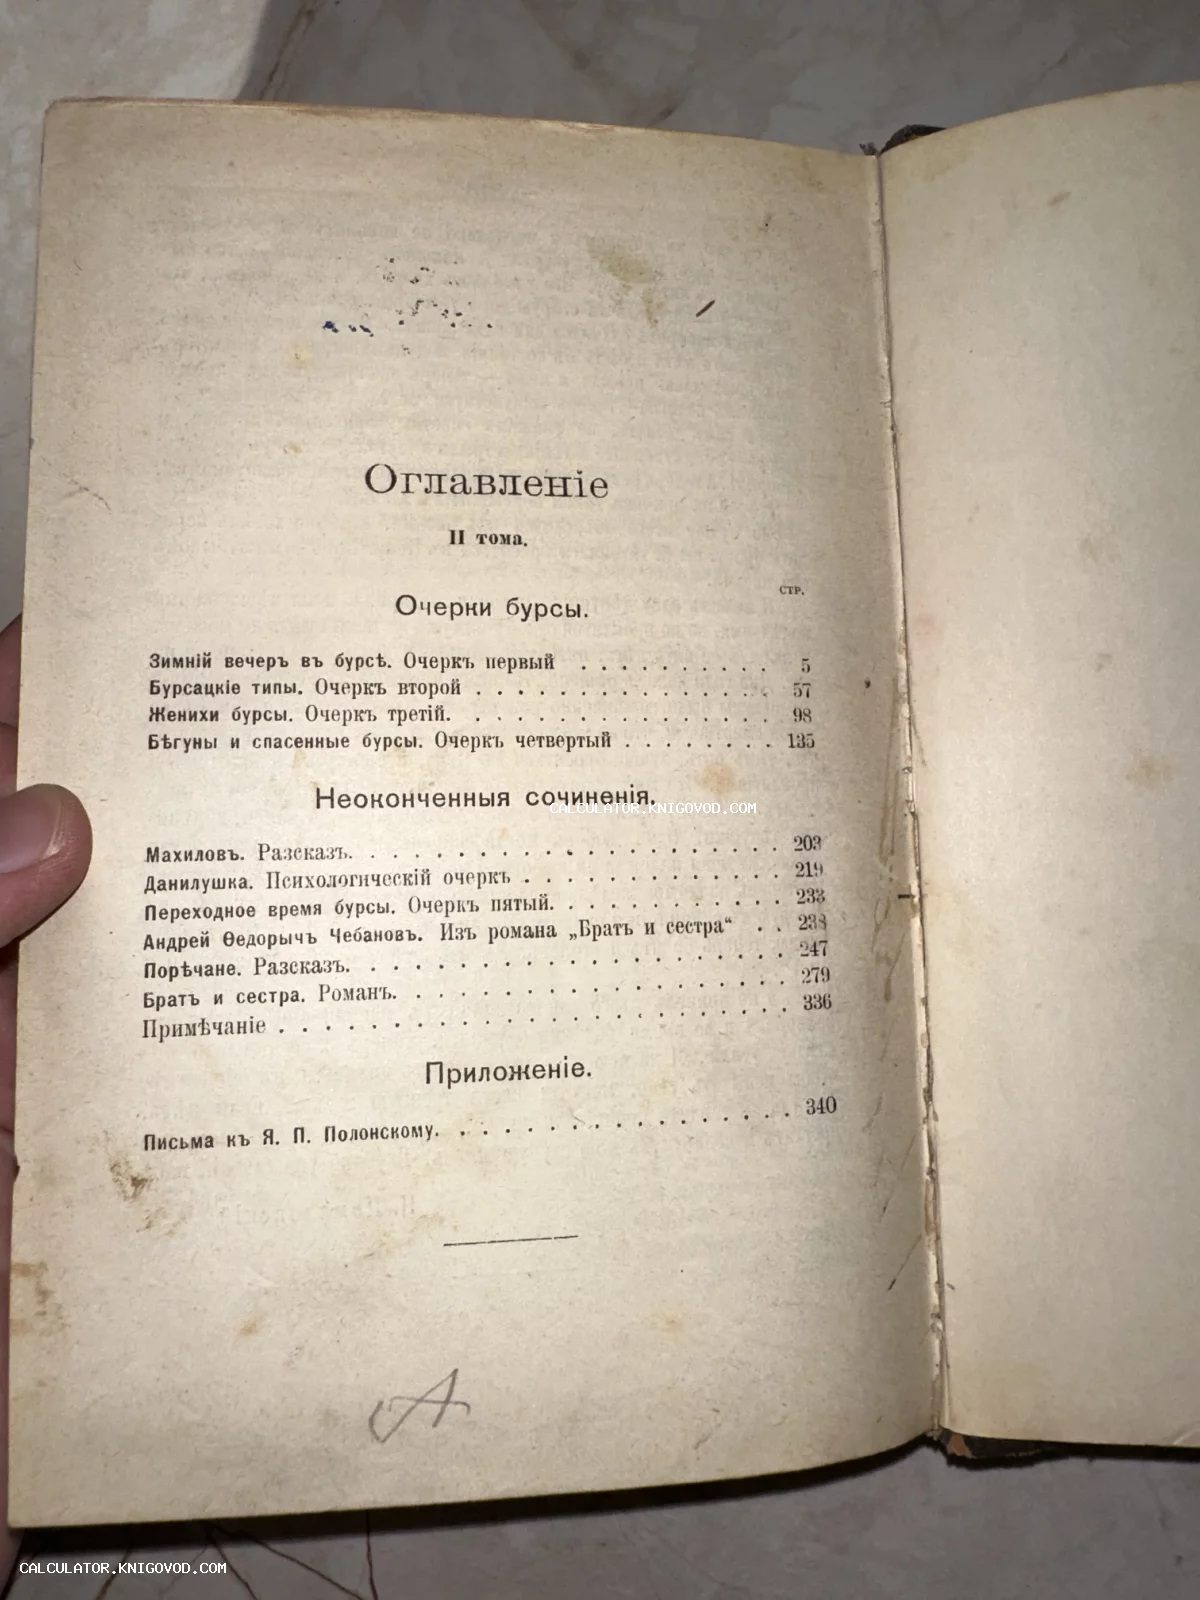 Оглавленіе
II тома.
СТР.
Очерки бурсы.
Зимній вечеръ въ бурсѣ. Очеркъ первый . . . . . . . . . . 5
Бурсацкіе типы. Очеркъ второй . . . . . . . . . . . . . . . 57
Женихи бурсы. Очеркъ третій. . . . . . . . . . . . . . . . 98
Бѣгуны и спасенные бурсы. Очеркъ четвертый . . . . . . . . 135
Неоконченныя сочиненія.
CALCULATOR.KNIGOVOD.COM
Махиловъ. Разсказъ. . . . . . . . . . . . . . . . . . . . 203
Данилушка. Психологическій очеркъ . . . . . . . . . . . . . 219
Переходное время бурсы. Очеркъ пятый. . . . . . . . . . . . 233
Андрей Ѳедорычъ Чебановъ. Изъ романа „Братъ и сестра“ . . 238
Порѣчане. Разсказъ. . . . . . . . . . . . . . . . . . . . 247
Братъ и сестра. Романъ. . . . . . . . . . . . . . . . . . 279
Примѣчаніе . . . . . . . . . . . . . . . . . . . . . . . 336
Приложеніе.
Письма къ Я. П. Полонскому. . . . . . . . . . . . . . . . 340
А
CALCULATOR.KNIGOVOD.COM